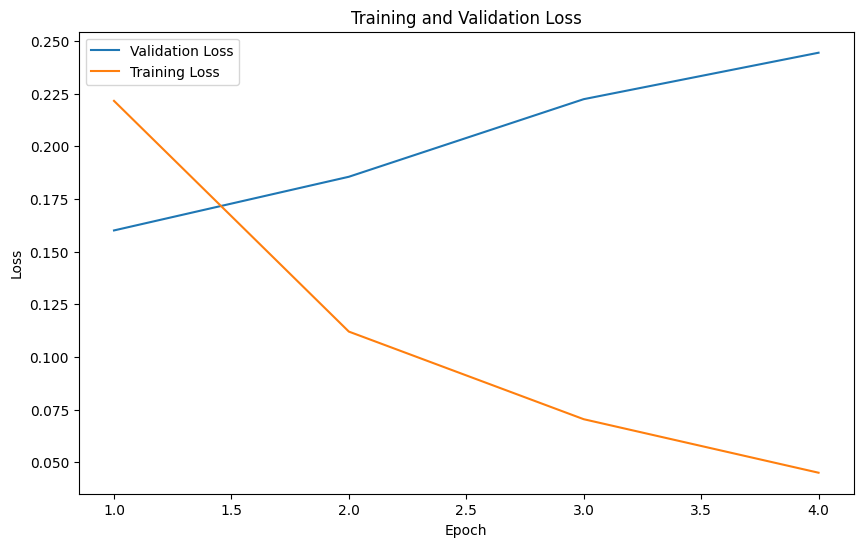 Training and Validation Loss
Validation Loss
Training Loss
0.250
0.225
0.200
0.175
0.150
0.125
0.100
0.075
0.050
Loss
1.0 1.5 2.0 2.5 3.0 3.5 4.0
Epoch